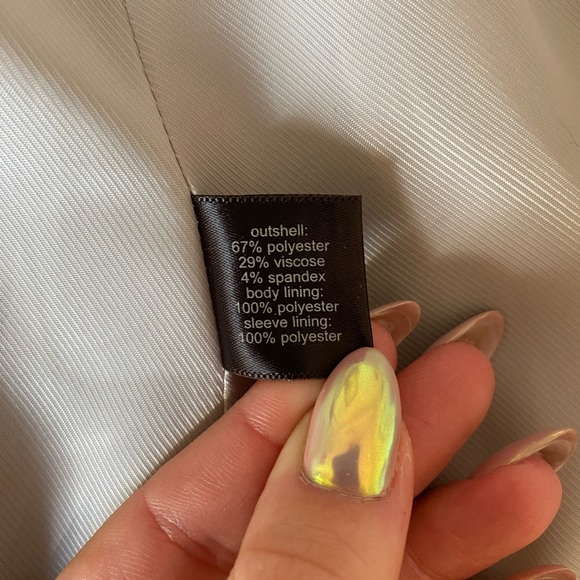 outshell:
67% polyester
29% viscose
4% spandex
body lining:
100% polyester
sleeve lining:
100% polyester